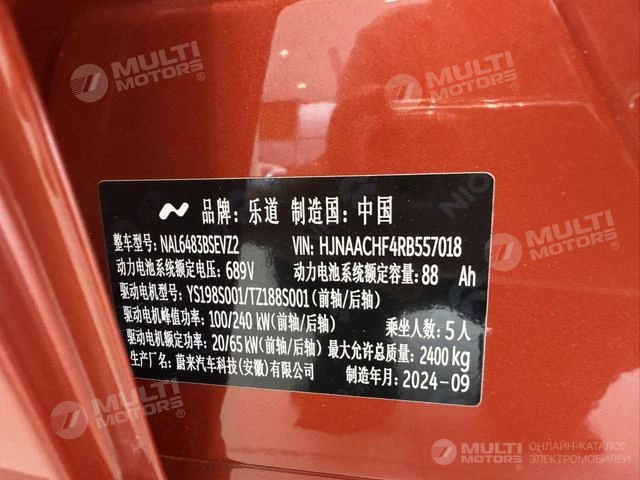 MULTI
MOTORS®
MULTI
MOTORS®
NIO
品牌: 乐道 制造国: 中国
整车型号: NAL6483BSEVZ2 VIN: HJNAACHF4RB557018
动力电池系统额定电压: 689V 动力电池系统额定容量: 88 Ah
驱动电机型号: YS198S001/TZ188S001(前轴/后轴)
驱动电机峰值功率: 100/240 kW(前轴/后轴) 乘坐人数: 5人
驱动电机额定功率: 20/65 kW(前轴/后轴) 最大允许总质量: 2400 kg
生产厂名: 蔚来汽车科技(安徽)有限公司 制造年月: 2024-09
MULTI
MOTORS®
MULTI
MOTORS®
ОНЛАЙН-КАТАЛОГ
ЭЛЕКТРОМОБИЛЕЙ